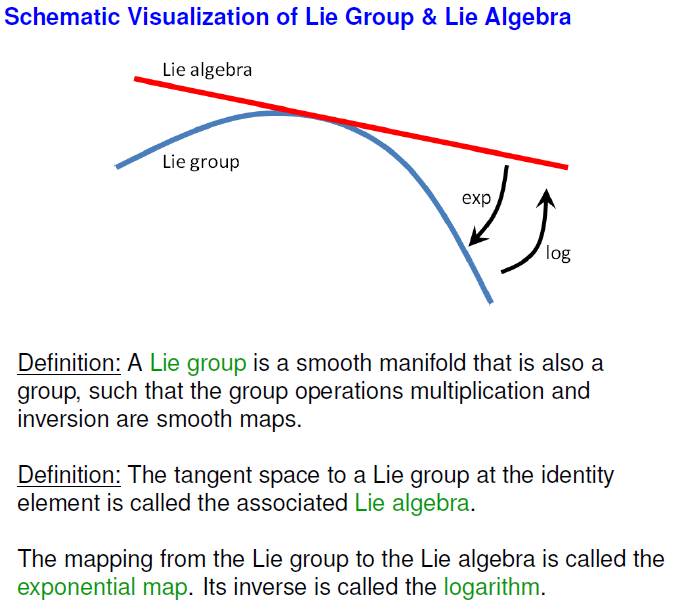 Schematic Visualization of Lie Group & Lie Algebra
Lie algebra
Lie group
exp
log
Definition: A Lie group is a smooth manifold that is also a
group, such that the group operations multiplication and
inversion are smooth maps.
Definition: The tangent space to a Lie group at the identity
element is called the associated Lie algebra.
The mapping from the Lie group to the Lie algebra is called the
exponential map. Its inverse is called the logarithm.